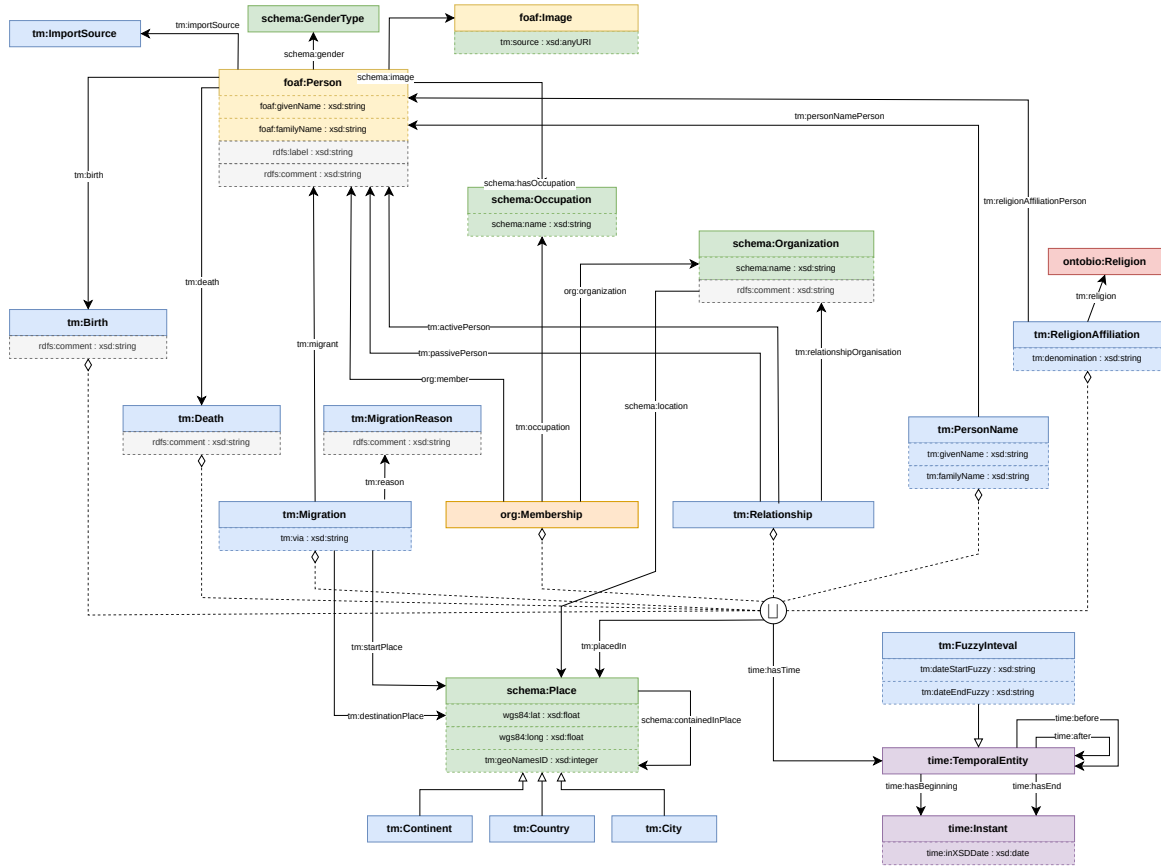 schema:GenderType
foaf:Image
tm:source : xsd:anyURI
tm:ImportSource
tm:importSource
schema:gender
schema:image
foaf:Person
foaf:givenName : xsd:string
foaf:familyName : xsd:string
rdfs:label : xsd:string
rdfs:comment : xsd:string
tm:personNamePerson
tm:birth
schema:hasOccupation
schema:Occupation
schema:name : xsd:string
tm:religionAffiliationPerson
schema:Organization
schema:name : xsd:string
rdfs:comment : xsd:string
ontobio:Religion
tm:religion
tm:death
org:organization
tm:Birth
rdfs:comment : xsd:string
tm:activePerson
tm:ReligionAffiliation
tm:denomination : xsd:string
tm:migrant
tm:passivePerson
tm:relationshipOrganisation
org:member
schema:location
tm:Death
rdfs:comment : xsd:string
tm:MigrationReason
rdfs:comment : xsd:string
tm:occupation
tm:PersonName
tm:givenName : xsd:string
tm:familyName : xsd:string
tm:reason
tm:Migration
tm:via : xsd:string
org:Membership
tm:Relationship
tm:startPlace
tm:placedIn
time:hasTime
tm:FuzzyInteval
tm:dateStartFuzzy : xsd:string
tm:dateEndFuzzy : xsd:string
schema:Place
wgs84:lat : xsd:float
wgs84:long : xsd:float
tm:geoNamesID : xsd:integer
tm:destinationPlace
schema:containedInPlace
time:before
time:after
time:TemporalEntity
time:hasBeginning
time:hasEnd
tm:Continent
tm:Country
tm:City
time:Instant
time:inXSDDate : xsd:date